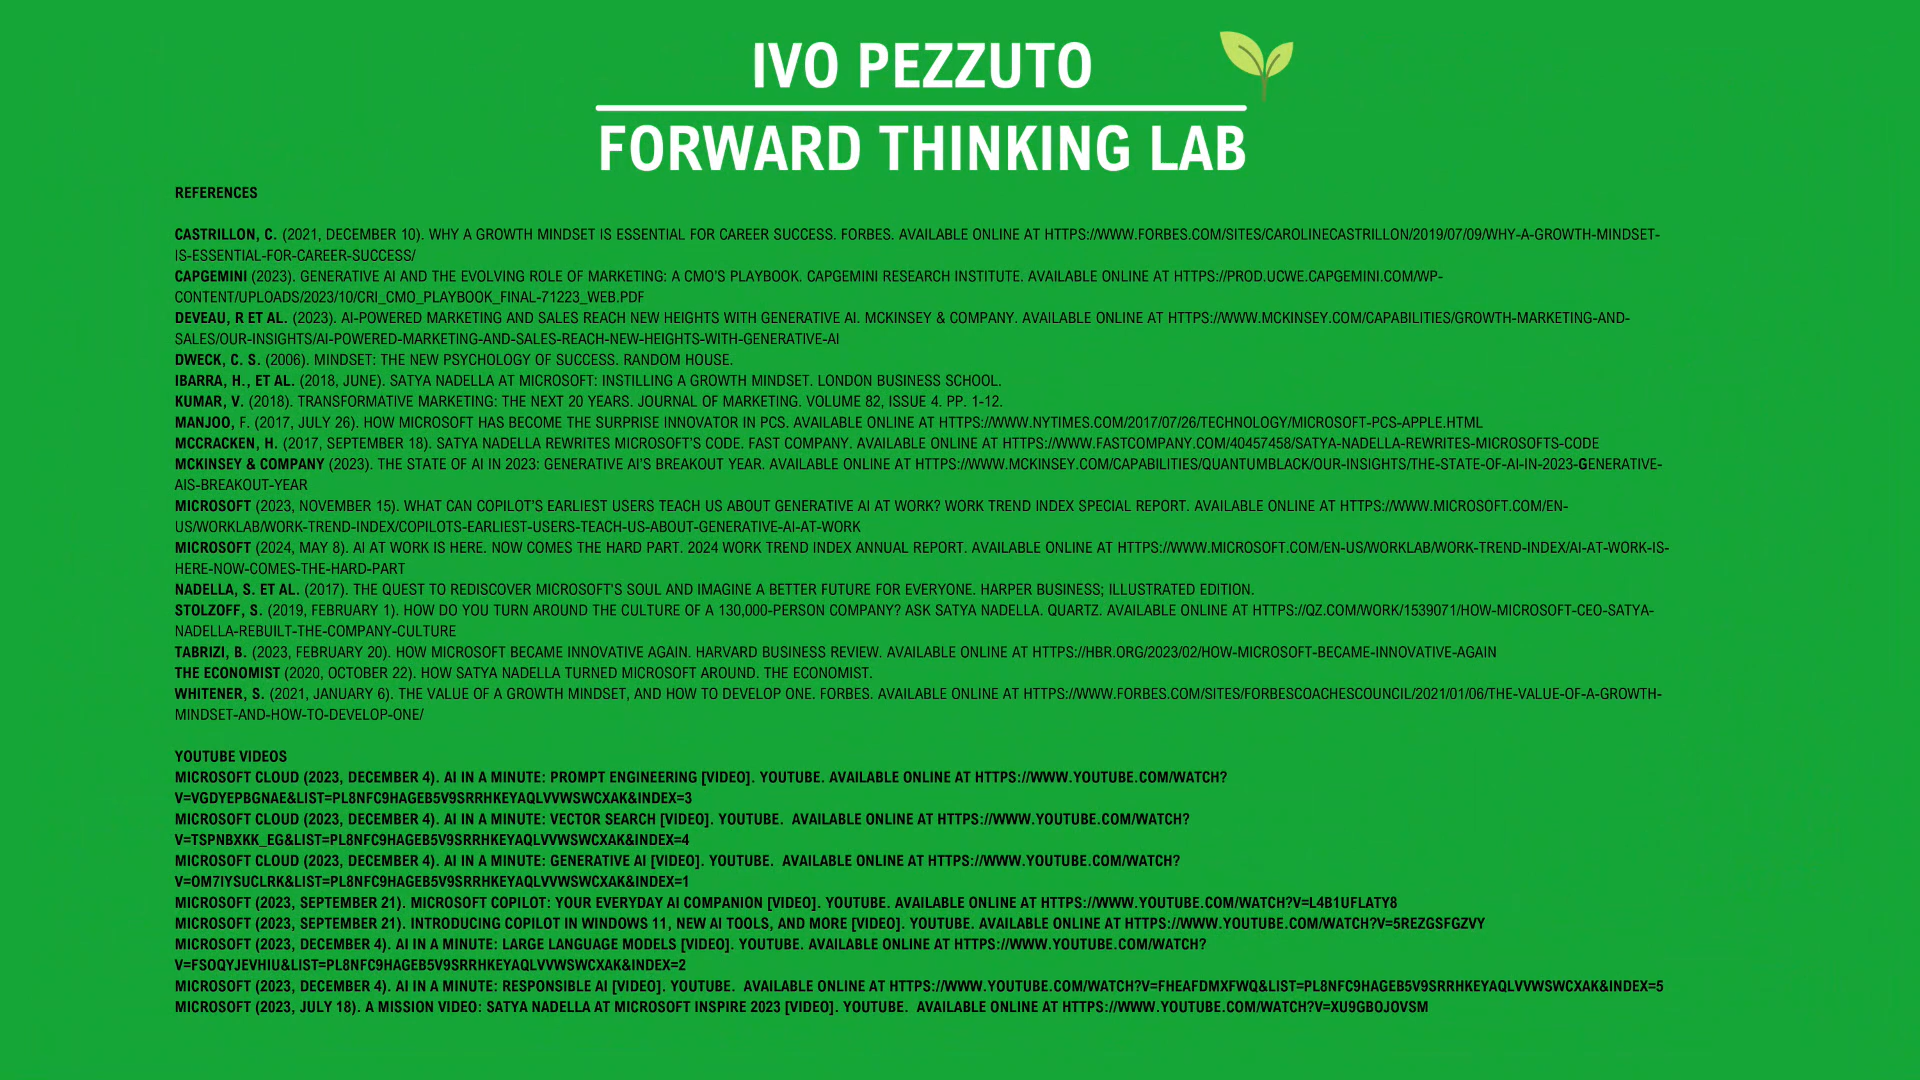 IVO PEZZUTO
FORWARD THINKING LAB
REFERENCES
CASTRILLON, C. (2021, DECEMBER 10). WHY A GROWTH MINDSET IS ESSENTIAL FOR CAREER SUCCESS. FORBES. AVAILABLE ONLINE AT HTTPS://WWW.FORBES.COM/SITES/CAROLINECASTRILLON/2019/07/09/WHY-A-GROWTH-MINDSET-
IS-ESSENTIAL-FOR-CAREER-SUCCESS/
CAPGEMINI (2023). GENERATIVE AI AND THE EVOLVING ROLE OF MARKETING: A CMO'S PLAYBOOK. CAPGEMINI RESEARCH INSTITUTE. AVAILABLE ONLINE AT HTTPS://PROD.UCWE.CAPGEMINI.COM/WP-
CONTENT/UPLOADS/2023/10/CRI_CMO_PLAYBOOK_FINAL-71223_WEB.PDF
DEVEAU, R ET AL. (2023). AI-POWERED MARKETING AND SALES REACH NEW HEIGHTS WITH GENERATIVE AI. MCKINSEY & COMPANY. AVAILABLE ONLINE AT HTTPS://WWW.MCKINSEY.COM/CAPABILITIES/GROWTH-MARKETING-AND-
SALES/OUR-INSIGHTS/AI-POWERED-MARKETING-AND-SALES-REACH-NEW-HEIGHTS-WITH-GENERATIVE-AI
DWECK, C. S. (2006). MINDSET: THE NEW PSYCHOLOGY OF SUCCESS. RANDOM HOUSE.
IBARRA, H., ET AL. (2018, JUNE). SATYA NADELLA AT MICROSOFT: INSTILLING A GROWTH MINDSET. LONDON BUSINESS SCHOOL.
KUMAR, V. (2018). TRANSFORMATIVE MARKETING: THE NEXT 20 YEARS. JOURNAL OF MARKETING. VOLUME 82, ISSUE 4. PP. 1-12.
MANJOO, F. (2017, JULY 26). HOW MICROSOFT HAS BECOME THE SURPRISE INNOVATOR IN PCS. AVAILABLE ONLINE AT HTTPS://WWW.NYTIMES.COM/2017/07/26/TECHNOLOGY/MICROSOFT-PCS-APPLE.HTML
MCCRACKEN, H. (2017, SEPTEMBER 18). SATYA NADELLA REWRITES MICROSOFT'S CODE. FAST COMPANY. AVAILABLE ONLINE AT HTTPS://WWW.FASTCOMPANY.COM/40457458/SATYA-NADELLA-REWRITES-MICROSOFTS-CODE
MCKINSEY & COMPANY (2023). THE STATE OF AI IN 2023: GENERATIVE AI'S BREAKOUT YEAR. AVAILABLE ONLINE AT HTTPS://WWW.MCKINSEY.COM/CAPABILITIES/QUANTUMBLACK/OUR-INSIGHTS/THE-STATE-OF-AI-IN-2023-GENERATIVE-
AIS-BREAKOUT-YEAR
MICROSOFT (2023, NOVEMBER 15). WHAT CAN COPILOT'S EARLIEST USERS TEACH US ABOUT GENERATIVE AI AT WORK? WORK TREND INDEX SPECIAL REPORT. AVAILABLE ONLINE AT HTTPS://WWW.MICROSOFT.COM/EN-
US/WORKLAB/WORK-TREND-INDEX/COPILOTS-EARLIEST-USERS-TEACH-US-ABOUT-GENERATIVE-AI-AT-WORK
MICROSOFT (2024, MAY 8). AI AT WORK IS HERE. NOW COMES THE HARD PART. 2024 WORK TREND INDEX ANNUAL REPORT. AVAILABLE ONLINE AT HTTPS://WWW.MICROSOFT.COM/EN-US/WORKLAB/WORK-TREND-INDEX/AI-AT-WORK-IS-
HERE-NOW-COMES-THE-HARD-PART
NADELLA, S. ET AL. (2017). THE QUEST TO REDISCOVER MICROSOFT'S SOUL AND IMAGINE A BETTER FUTURE FOR EVERYONE. HARPER BUSINESS; ILLUSTRATED EDITION.
STOLZOFF, S. (2019, FEBRUARY 1). HOW DO YOU TURN AROUND THE CULTURE OF A 130,000-PERSON COMPANY? ASK SATYA NADELLA. QUARTZ. AVAILABLE ONLINE AT HTTPS://QZ.COM/WORK/1539071/HOW-MICROSOFT-CEO-SATYA-
NADELLA-REBUILT-THE-COMPANY-CULTURE
TABRIZI, B. (2023, FEBRUARY 20). HOW MICROSOFT BECAME INNOVATIVE AGAIN. HARVARD BUSINESS REVIEW. AVAILABLE ONLINE AT HTTPS://HBR.ORG/2023/02/HOW-MICROSOFT-BECAME-INNOVATIVE-AGAIN
THE ECONOMIST (2020, OCTOBER 22). HOW SATYA NADELLA TURNED MICROSOFT AROUND. THE ECONOMIST.
WHITENER, S. (2021, JANUARY 6). THE VALUE OF A GROWTH MINDSET, AND HOW TO DEVELOP ONE. FORBES. AVAILABLE ONLINE AT HTTPS://WWW.FORBES.COM/SITES/FORBESCOACHESCOUNCIL/2021/01/06/THE-VALUE-OF-A-GROWTH-
MINDSET-AND-HOW-TO-DEVELOP-ONE/
YOUTUBE VIDEOS
MICROSOFT CLOUD (2023, DECEMBER 4). AI IN A MINUTE: PROMPT ENGINEERING [VIDEO]. YOUTUBE. AVAILABLE ONLINE AT HTTPS://WWW.YOUTUBE.COM/WATCH?
V=VGDYEPBGNAE&LIST=PL8NFC9HAGEB5V9SRRHKEYAQLVVWSWCXAK&INDEX=3
MICROSOFT CLOUD (2023, DECEMBER 4). AI IN A MINUTE: VECTOR SEARCH [VIDEO]. YOUTUBE.  AVAILABLE ONLINE AT HTTPS://WWW.YOUTUBE.COM/WATCH?
V=TSPNBXKK_EG&LIST=PL8NFC9HAGEB5V9SRRHKEYAQLVVWSWCXAK&INDEX=4
MICROSOFT CLOUD (2023, DECEMBER 4). AI IN A MINUTE: GENERATIVE AI [VIDEO]. YOUTUBE.  AVAILABLE ONLINE AT HTTPS://WWW.YOUTUBE.COM/WATCH?
V=OM7IYSUCLRK&LIST=PL8NFC9HAGEB5V9SRRHKEYAQLVVWSWCXAK&INDEX=1
MICROSOFT (2023, SEPTEMBER 21). MICROSOFT COPILOT: YOUR EVERYDAY AI COMPANION [VIDEO]. YOUTUBE. AVAILABLE ONLINE AT HTTPS://WWW.YOUTUBE.COM/WATCH?V=L4B1UFLATY8
MICROSOFT (2023, SEPTEMBER 21). INTRODUCING COPILOT IN WINDOWS 11, NEW AI TOOLS, AND MORE [VIDEO]. YOUTUBE. AVAILABLE ONLINE AT HTTPS://WWW.YOUTUBE.COM/WATCH?V=5REZGSFGZVY
MICROSOFT (2023, DECEMBER 4). AI IN A MINUTE: LARGE LANGUAGE MODELS [VIDEO]. YOUTUBE. AVAILABLE ONLINE AT HTTPS://WWW.YOUTUBE.COM/WATCH?
V=FSOQYJEVHIU&LIST=PL8NFC9HAGEB5V9SRRHKEYAQLVVWSWCXAK&INDEX=2
MICROSOFT (2023, DECEMBER 4). AI IN A MINUTE: RESPONSIBLE AI [VIDEO]. YOUTUBE.  AVAILABLE ONLINE AT HTTPS://WWW.YOUTUBE.COM/WATCH?V=FHEAFDMXFWQ&LIST=PL8NFC9HAGEB5V9SRRHKEYAQLVVWSWCXAK&INDEX=5
MICROSOFT (2023, JULY 18). A MISSION VIDEO: SATYA NADELLA AT MICROSOFT INSPIRE 2023 [VIDEO]. YOUTUBE.  AVAILABLE ONLINE AT HTTPS://WWW.YOUTUBE.COM/WATCH?V=XU9GBOJOVSM